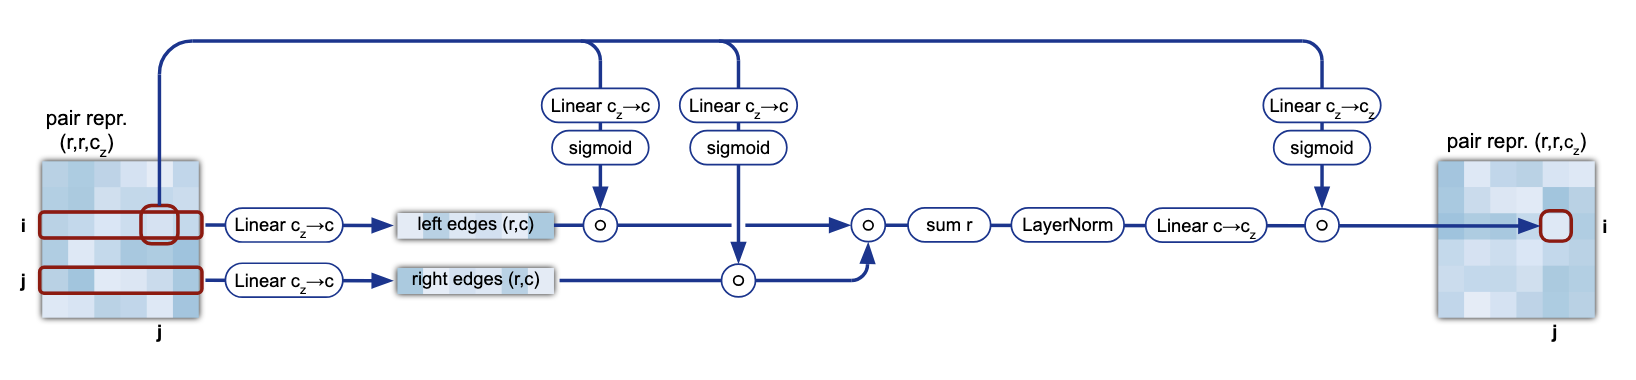 pair repr.
(r,r,c_z)
i
j
j
Linear c_z→c
sigmoid
Linear c_z→c
sigmoid
Linear c_z→c_z
sigmoid
Linear c_z→c
left edges (r,c)
sum r
LayerNorm
Linear c→c_z
Linear c_z→c
right edges (r,c)
pair repr. (r,r,c_z)
i
j